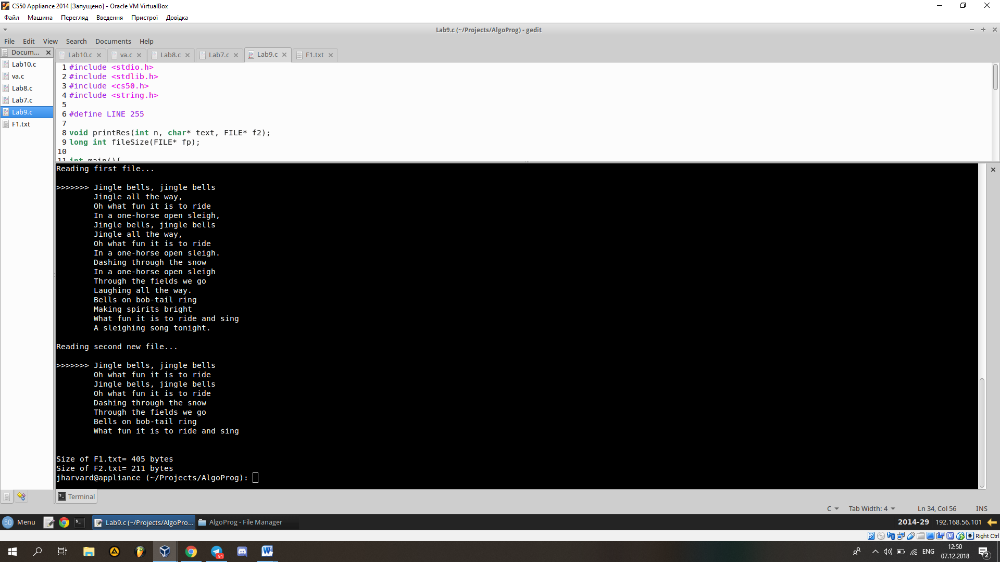 CS50 Appliance 2014 [Запущено] - Oracle VM VirtualBox
Файл Машина Перегляд Введення Пристрої Довідка
Lab9.c (~/Projects/AlgoProg) - gedit
File Edit View Search Documents Help
Docum...
Lab10.c va.c Lab8.c Lab7.c Lab9.c F1.txt
Lab10.c
va.c
Lab8.c
Lab7.c
Lab9.c
F1.txt
1 #include <stdio.h>
2 #include <stdlib.h>
3 #include <cs50.h>
4 #include <string.h>
5
6 #define LINE 255
7
8 void printRes(int n, char* text, FILE* f2);
9 long int fileSize(FILE* fp);
10
11 int main(){
Reading first file...
>>>>>>> Jingle bells, jingle bells
Jingle all the way,
Oh what fun it is to ride
In a one-horse open sleigh,
Jingle bells, jingle bells
Jingle all the way,
Oh what fun it is to ride
In a one-horse open sleigh.
Dashing through the snow
In a one-horse open sleigh
Through the fields we go
Laughing all the way.
Bells on bob-tail ring
Making spirits bright
What fun it is to ride and sing
A sleighing song tonight.
Reading second new file...
>>>>>>> Jingle bells, jingle bells
Oh what fun it is to ride
Jingle bells, jingle bells
Oh what fun it is to ride
Dashing through the snow
Through the fields we go
Bells on bob-tail ring
What fun it is to ride and sing
Size of F1.txt= 405 bytes
Size of F2.txt= 211 bytes
jharvard@appliance (~/Projects/AlgoProg):
Terminal
C Tab Width: 4 Ln 34, Col 56 INS
50 Menu Lab9.c (~/Projects/AlgoPro... AlgoProg - File Manager 2014-29 192.168.56.101
Right Ctrl
91
ENG
12:50
07.12.2018
2